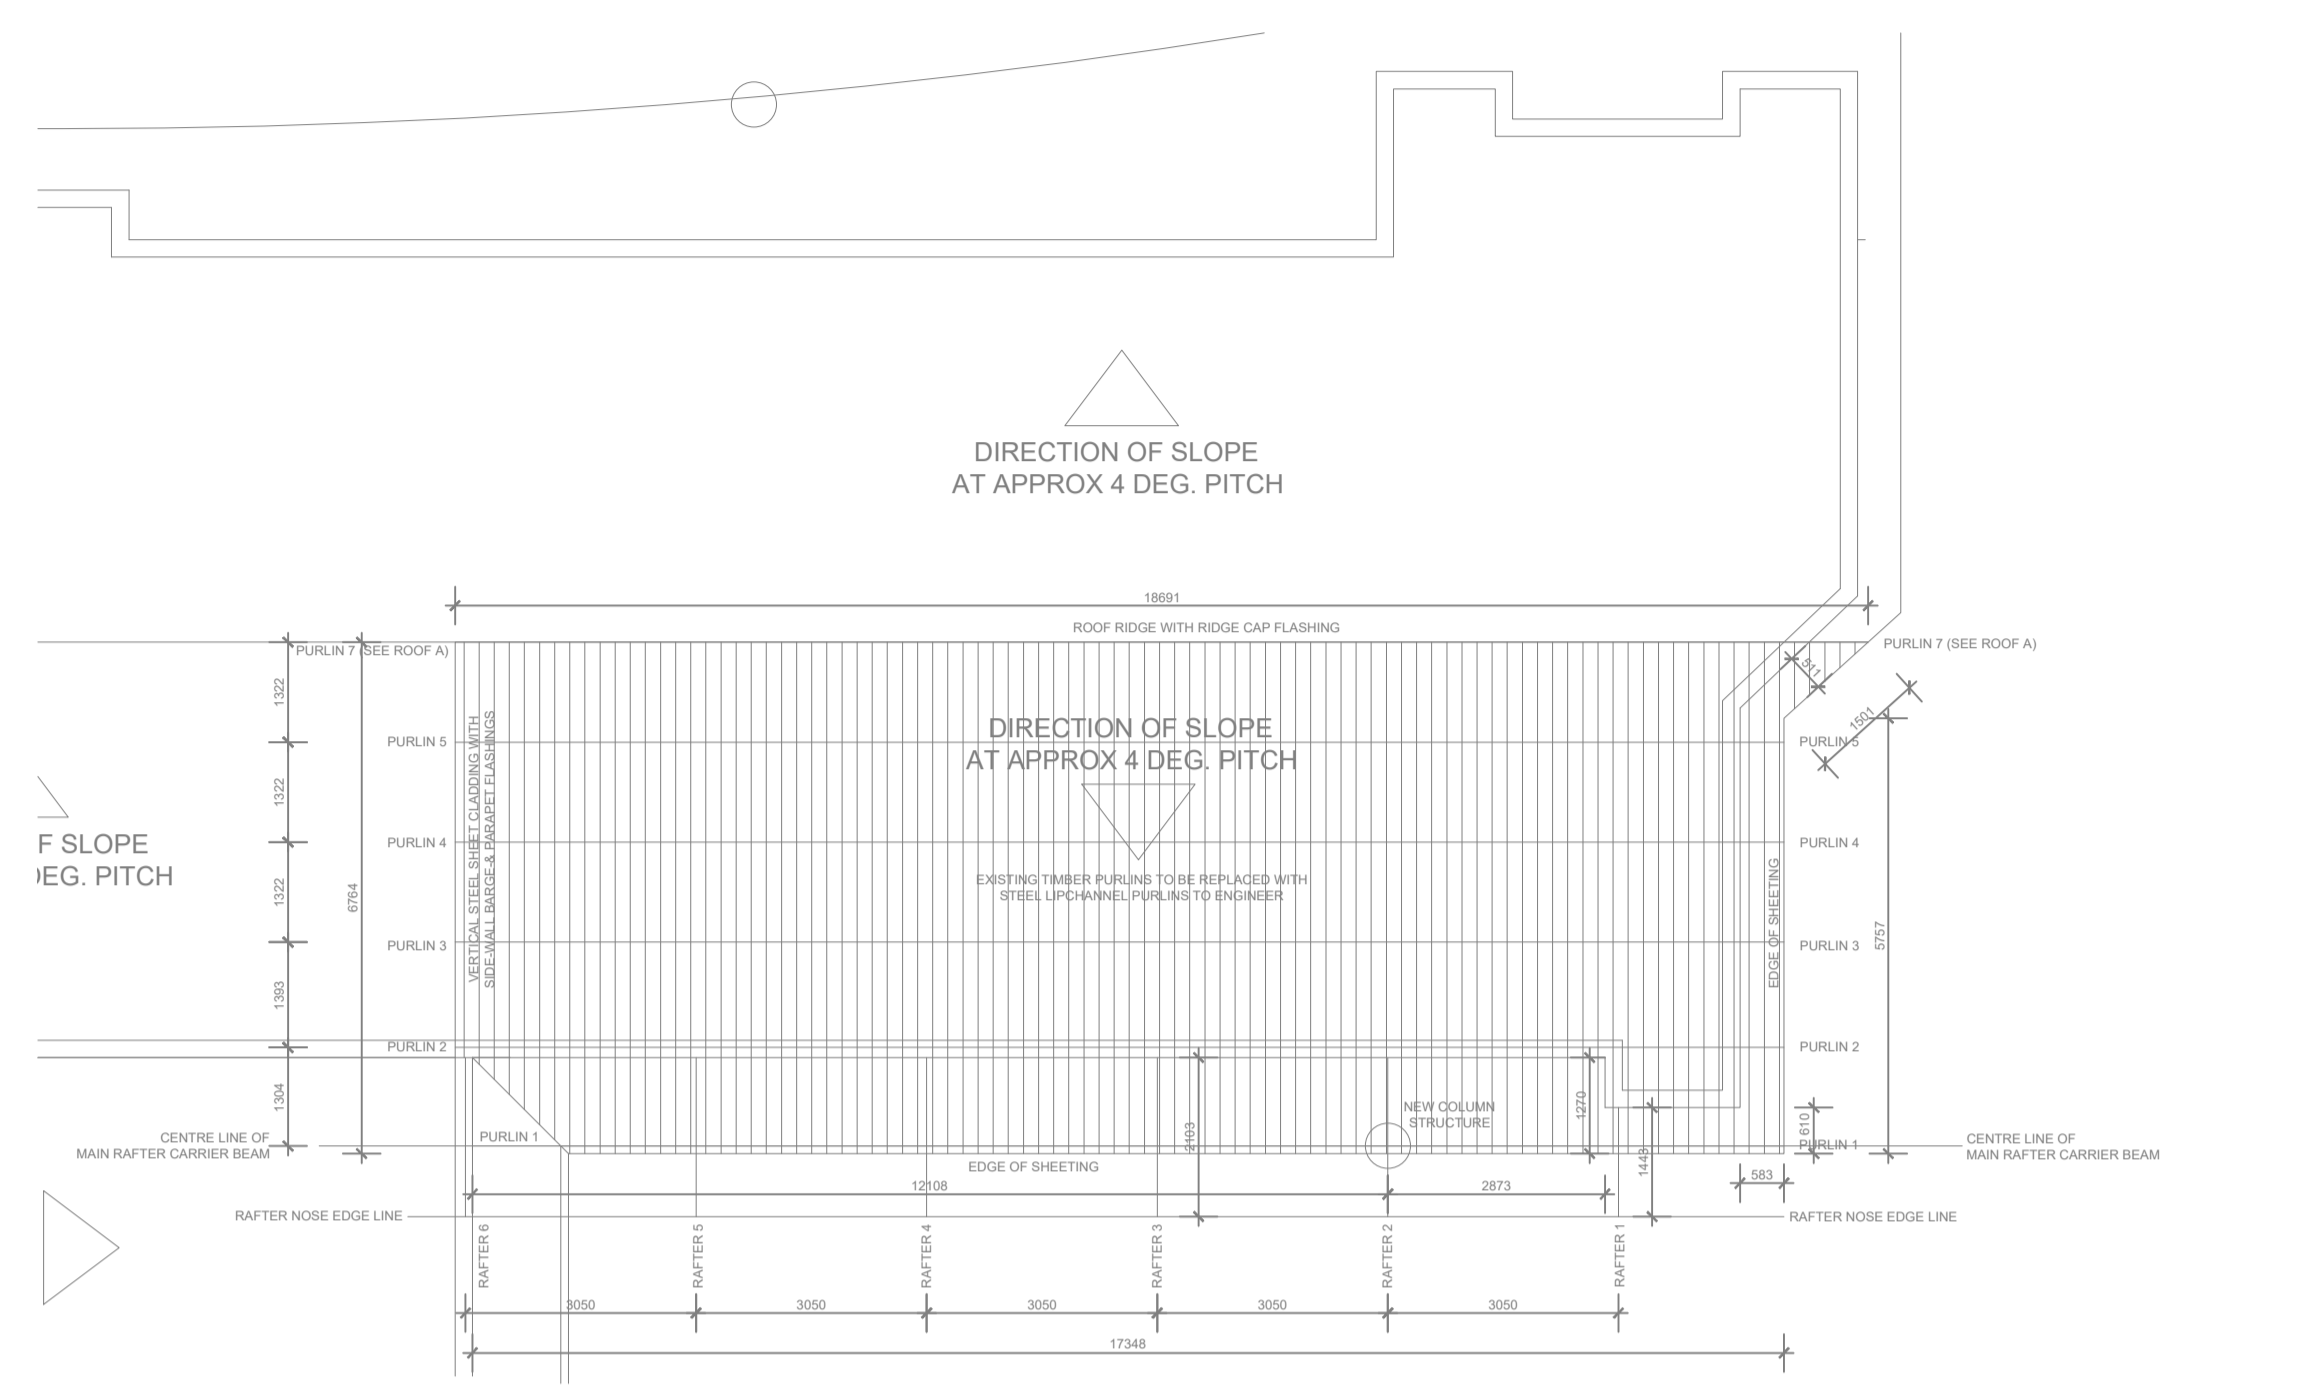 DIRECTION OF SLOPE
AT APPROX 4 DEG. PITCH
18691
ROOF RIDGE WITH RIDGE CAP FLASHING
PURLIN 7 (SEE ROOF A)
PURLIN 7 (SEE ROOF A)
511
1501
1322
1322
1322
1393
1304
6764
PURLIN 5
PURLIN 4
PURLIN 3
PURLIN 2
PURLIN 1
VERTICAL STEEL SHEET CLADDING WITH
SIDE-WALL BARGE-& PARAPET FLASHINGS
DIRECTION OF SLOPE
AT APPROX 4 DEG. PITCH
EXISTING TIMBER PURLINS TO BE REPLACED WITH
STEEL LIPCHANNEL PURLINS TO ENGINEER
F SLOPE
DEG. PITCH
EDGE OF SHEETING
PURLIN 5
PURLIN 4
PURLIN 3
PURLIN 2
PURLIN 1
5757
610
583
NEW COLUMN
STRUCTURE
1270
1443
2103
CENTRE LINE OF
MAIN RAFTER CARRIER BEAM
CENTRE LINE OF
MAIN RAFTER CARRIER BEAM
EDGE OF SHEETING
12108
2873
RAFTER NOSE EDGE LINE
RAFTER NOSE EDGE LINE
RAFTER 6
RAFTER 5
RAFTER 4
RAFTER 3
RAFTER 2
RAFTER 1
3050
3050
3050
3050
3050
17348